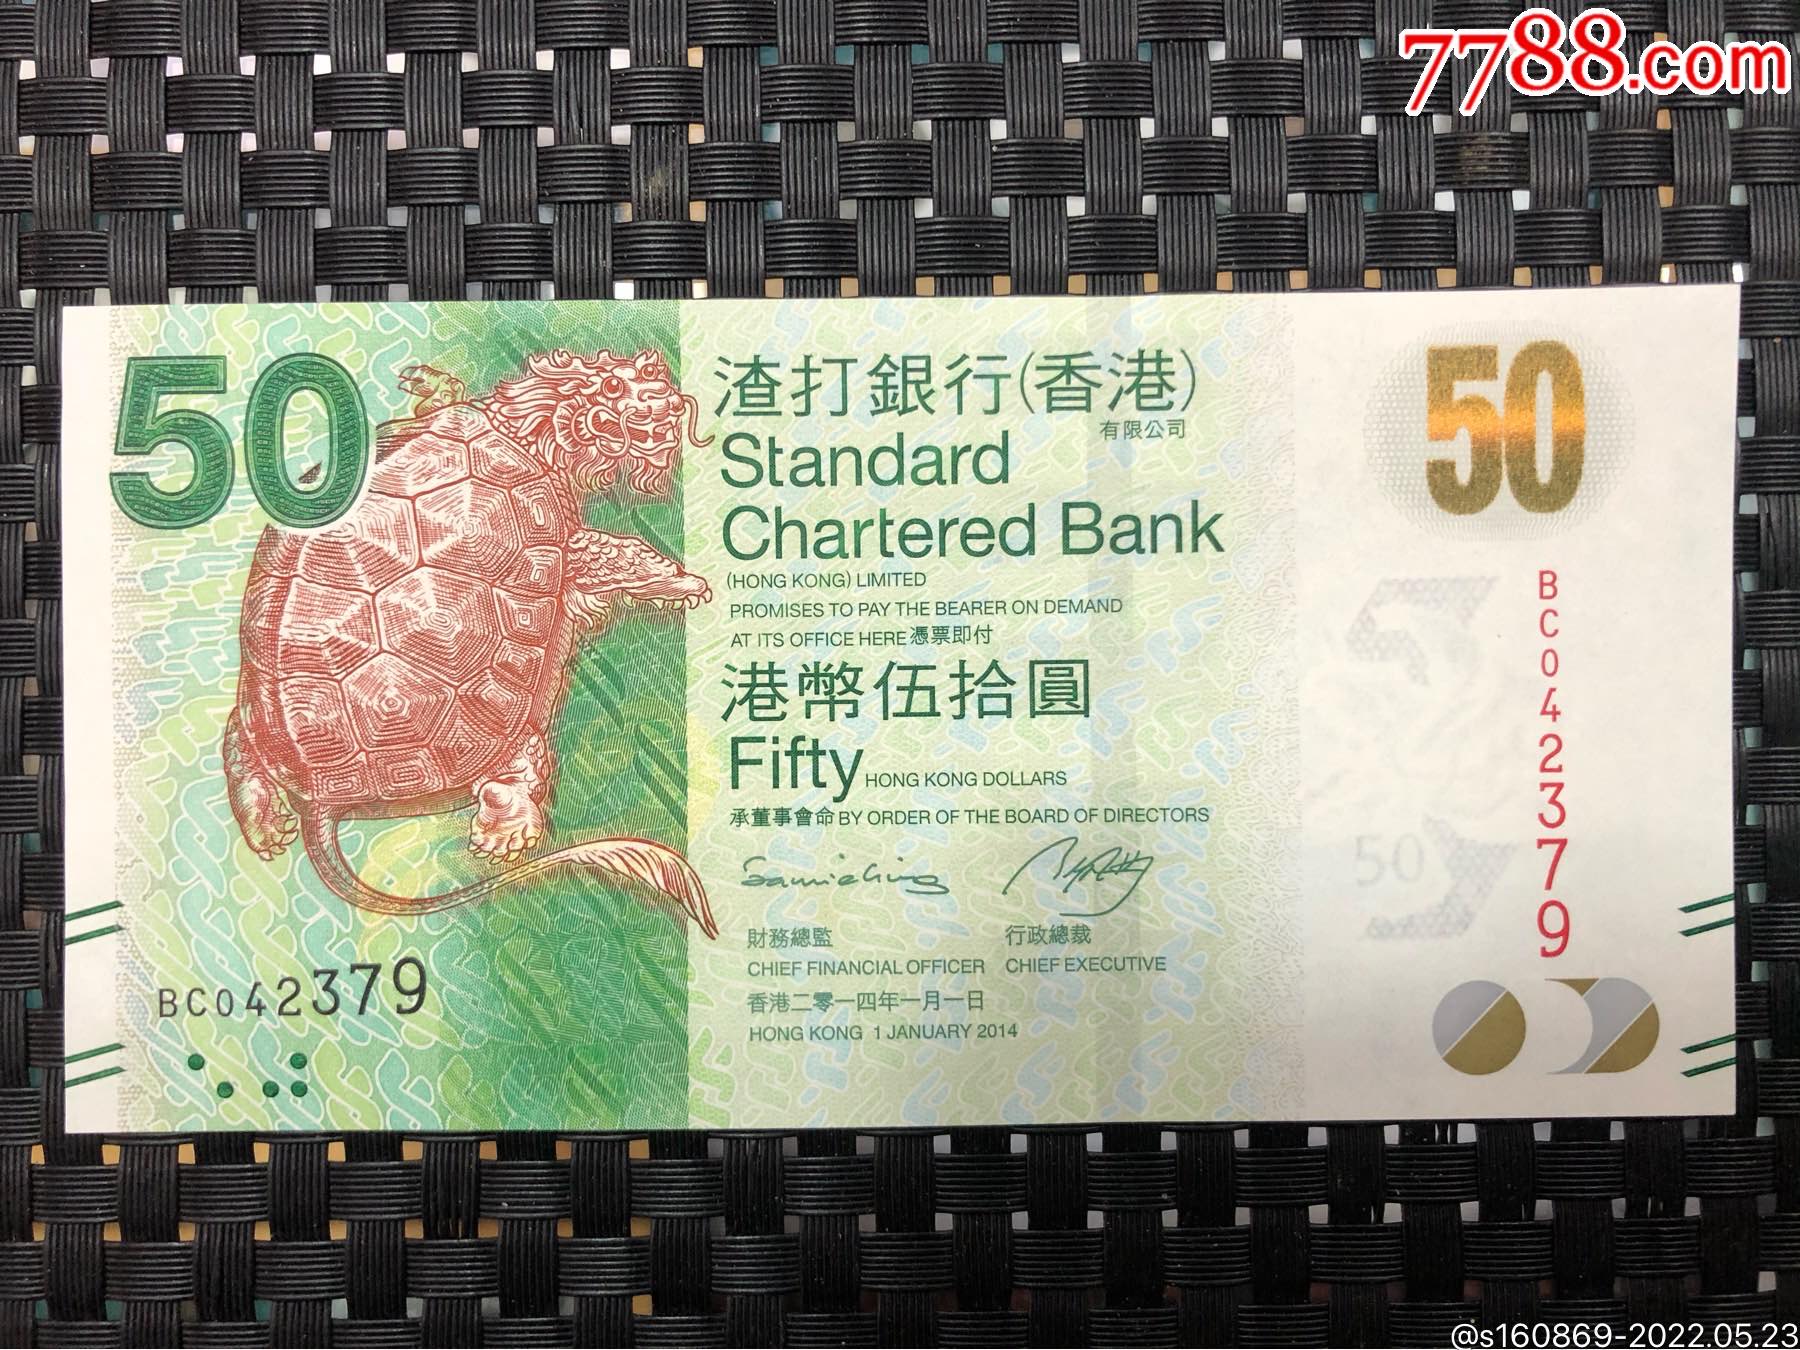 7788.com
50
渣打銀行(香港)
有限公司
Standard
Chartered Bank
(HONG KONG) LIMITED
PROMISES TO PAY THE BEARER ON DEMAND
AT ITS OFFICE HERE憑票即付
港幣伍拾圓
Fifty HONG KONG DOLLARS
承董事會命 BY ORDER OF THE BOARD OF DIRECTORS
財務總監
CHIEF FINANCIAL OFFICER
行政總裁
CHIEF EXECUTIVE
香港二零一四年一月一日
HONG KONG 1 JANUARY 2014
BC042379
50
BC042379
50
@s160869-2022.05.23